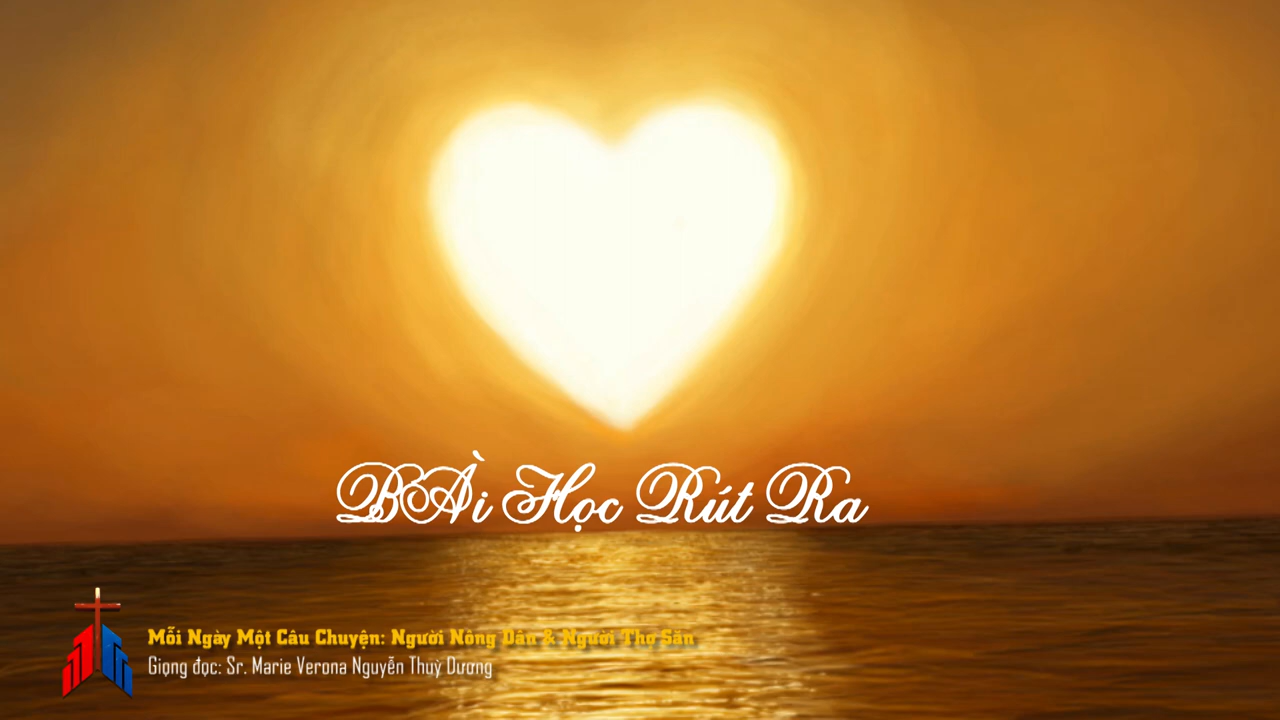 BÀi Học Rút Ra
Mỗi Ngày Một Câu Chuyện: Người Nông Dân & Người Thợ Săn
Giọng đọc: Sr. Marie Verona Nguyễn Thuỳ Dương